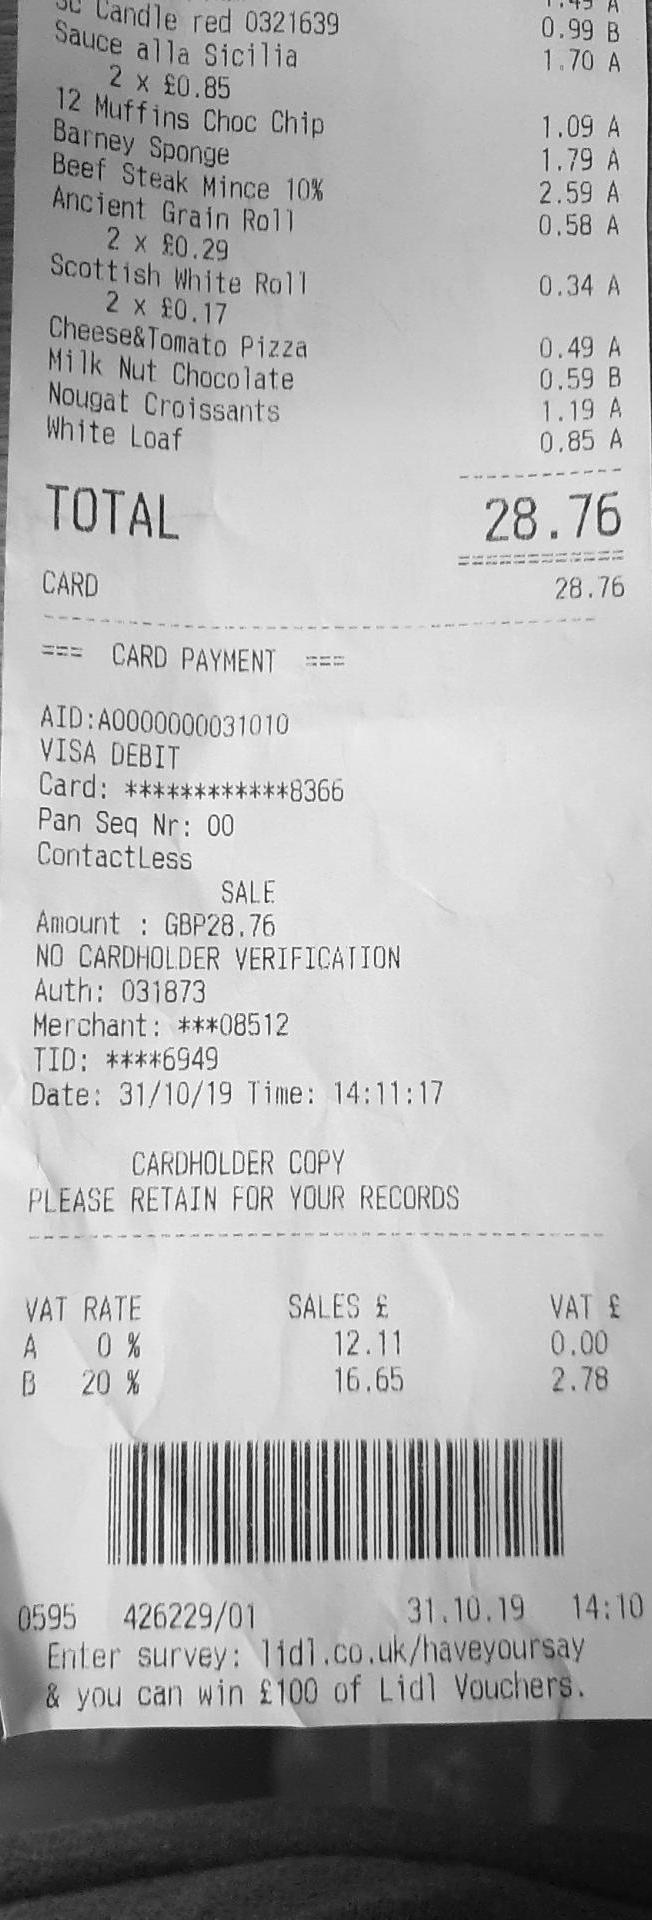 Candle red 0321639 0.99 B
Sauce alla Sicilia 1.70 A
2 x £0.85
12 Muffins Choc Chip 1.09 A
Barney Sponge 1.79 A
Beef Steak Mince 10% 2.59 A
Ancient Grain Roll 0.58 A
2 x £0.29
Scottish White Roll 0.34 A
2 x £0.17
Cheese&Tomato Pizza 0.49 A
Milk Nut Chocolate 0.59 B
Nougat Croissants 1.19 A
White Loaf 0.85 A
TOTAL 28.76
CARD 28.76
=== CARD PAYMENT ===
AID:A0000000031010
VISA DEBIT
Card: ************8366
Pan Seq Nr: 00
ContactLess
SALE
Amount : GBP28.76
NO CARDHOLDER VERIFICATION
Auth: 031873
Merchant: ***08512
TID: ****6949
Date: 31/10/19 Time: 14:11:17
CARDHOLDER COPY
PLEASE RETAIN FOR YOUR RECORDS
VAT RATE SALES £ VAT £
A 0 % 12.11 0.00
B 20 % 16.65 2.78
0595 426229/01 31.10.19 14:10
Enter survey: lidl.co.uk/haveyoursay
& you can win £100 of Lidl Vouchers.